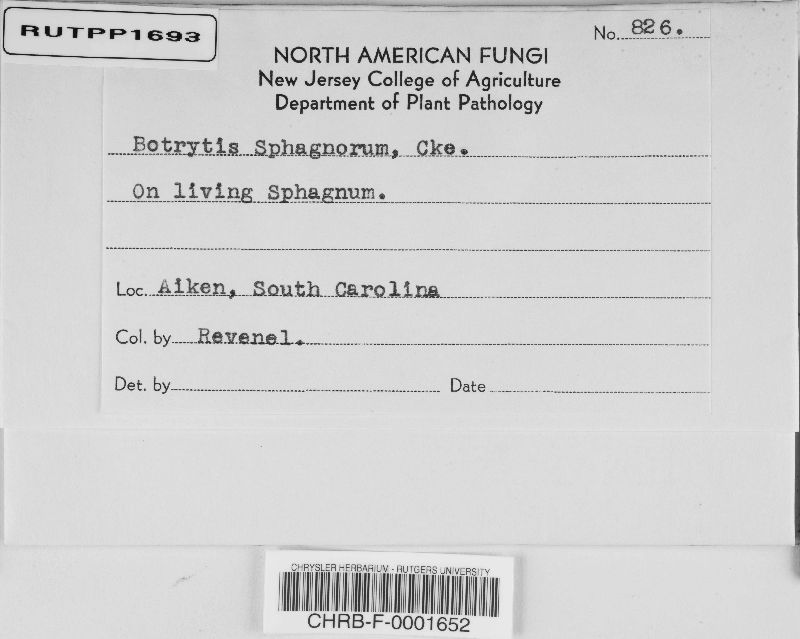 RUTPP1693
No. 826.
NORTH AMERICAN FUNGI
New Jersey College of Agriculture
Department of Plant Pathology
Botrytis Sphagnorum, Cke.
On living Sphagnum.
Loc. Aiken, South Carolina
Col. by Revenel.
Det. by Date
CHRYSLER HERBARIUM - RUTGERS UNIVERSITY
CHRB-F-0001652